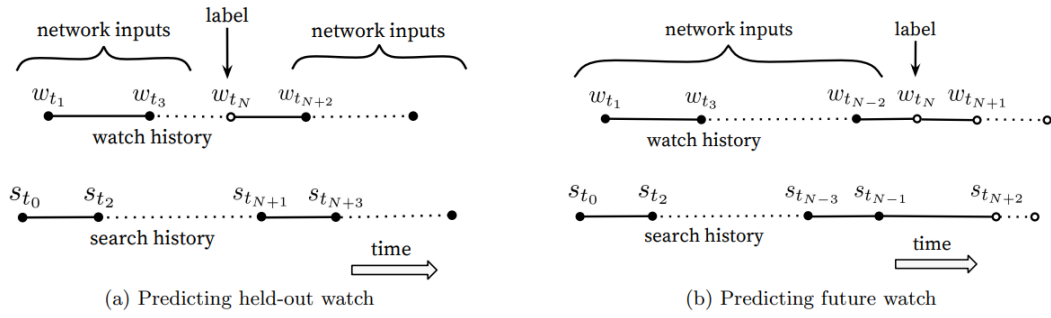 label
network inputs network inputs
w_{t_1} w_{t_3} w_{t_N} w_{t_{N+2}}
watch history
s_{t_0} s_{t_2} s_{t_{N+1}} s_{t_{N+3}}
search history
time
(a) Predicting held-out watch
network inputs label
w_{t_1} w_{t_3} w_{t_{N-2}} w_{t_N} w_{t_{N+1}}
watch history
s_{t_0} s_{t_2} s_{t_{N-3}} s_{t_{N-1}} s_{t_{N+2}}
search history
time
(b) Predicting future watch